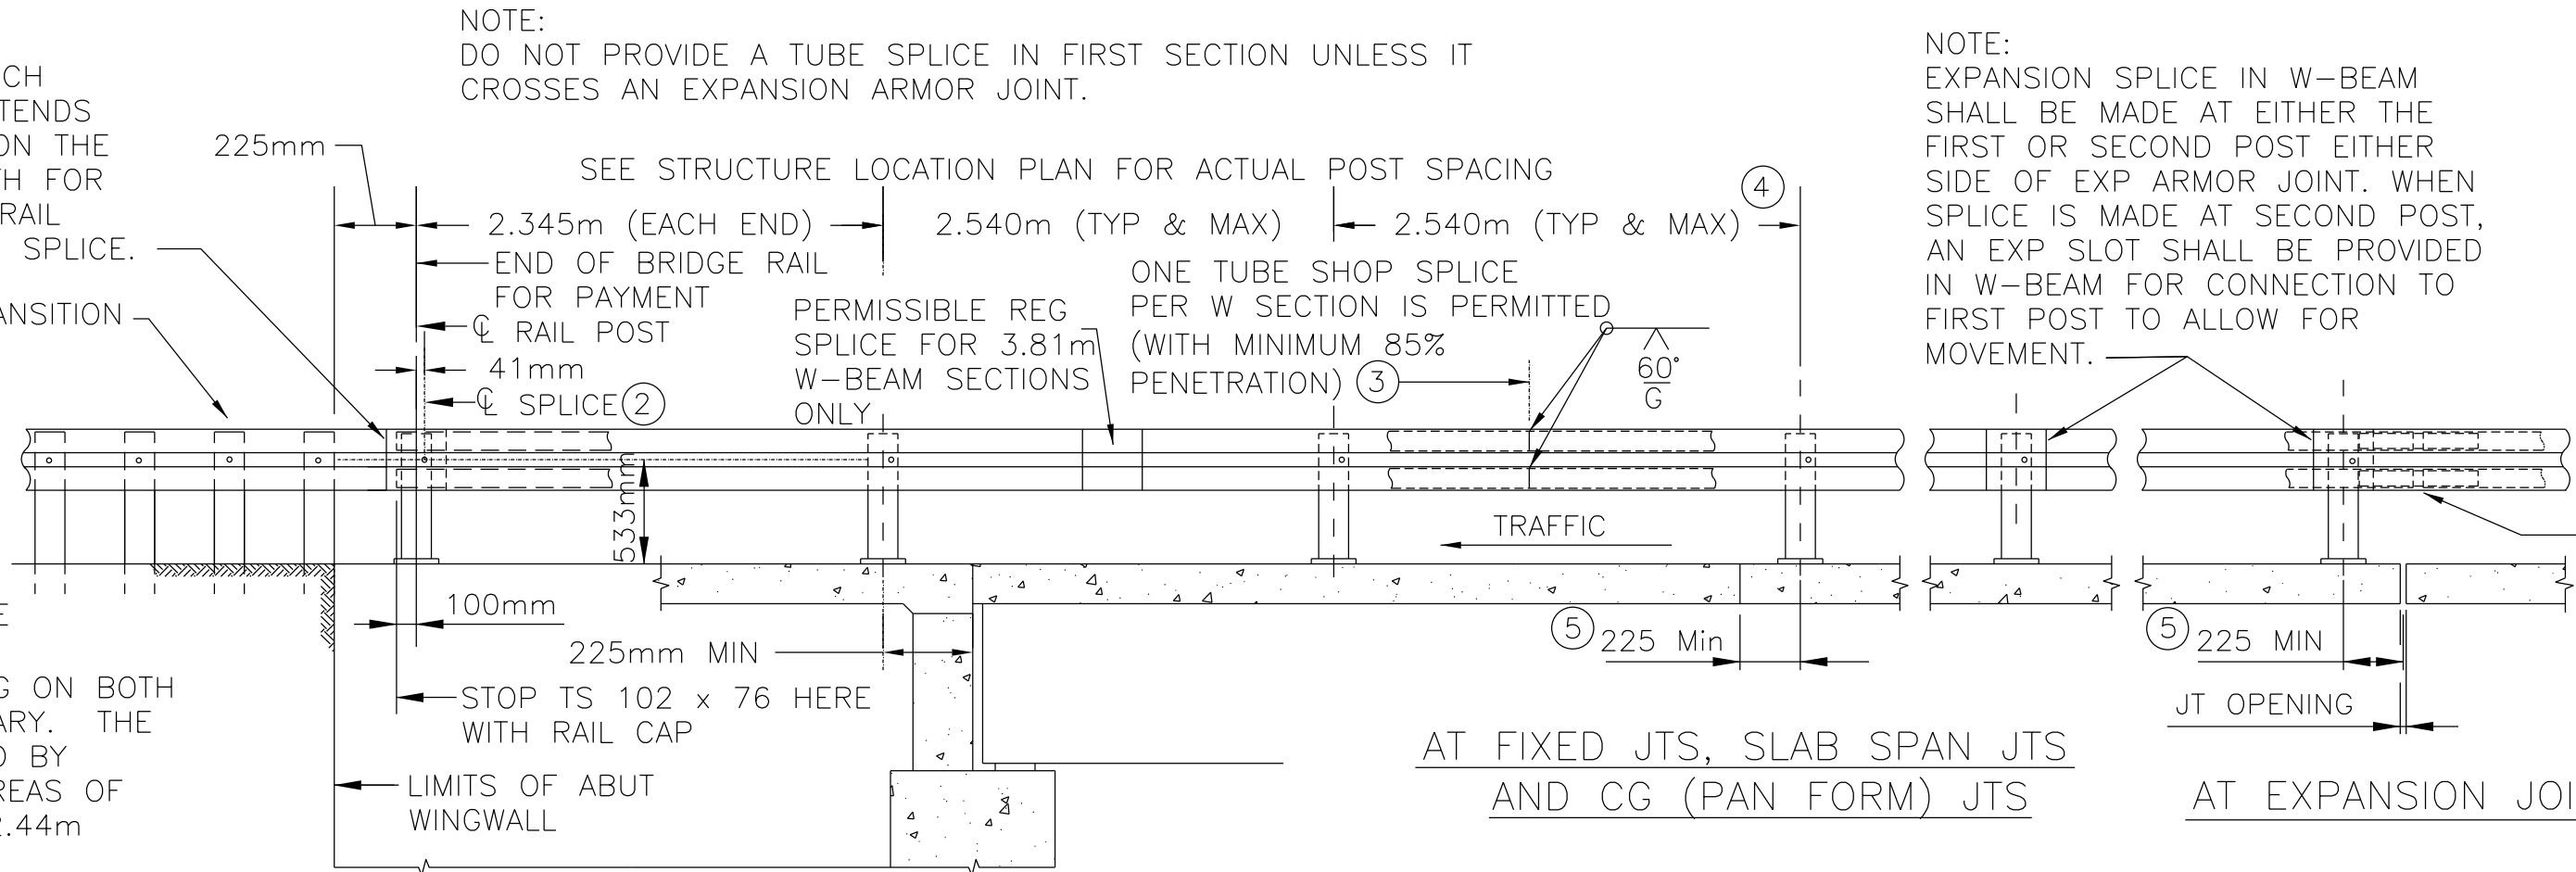 NOTE:
DO NOT PROVIDE A TUBE SPLICE IN FIRST SECTION UNLESS IT
CROSSES AN EXPANSION ARMOR JOINT.
NOTE:
EXPANSION SPLICE IN W-BEAM
SHALL BE MADE AT EITHER THE
FIRST OR SECOND POST EITHER
SIDE OF EXP ARMOR JOINT. WHEN
SPLICE IS MADE AT SECOND POST,
AN EXP SLOT SHALL BE PROVIDED
IN W-BEAM FOR CONNECTION TO
FIRST POST TO ALLOW FOR
MOVEMENT.
CH
TENDS
ON THE
TH FOR
RAIL
SPLICE.
ANSITION
225mm
SEE STRUCTURE LOCATION PLAN FOR ACTUAL POST SPACING
4
2.345m (EACH END)
2.540m (TYP & MAX)
2.540m (TYP & MAX)
END OF BRIDGE RAIL
FOR PAYMENT
℄ RAIL POST
41mm
℄ SPLICE 2
PERMISSIBLE REG
SPLICE FOR 3.81m
W-BEAM SECTIONS
ONLY
ONE TUBE SHOP SPLICE
PER W SECTION IS PERMITTED
(WITH MINIMUM 85%
PENETRATION) 3
60°
G
533mm
TRAFFIC
E
100mm
225mm MIN
5 225 Min
5 225 MIN
G ON BOTH
ARY. THE
D BY
REAS OF
2.44m
STOP TS 102 x 76 HERE
WITH RAIL CAP
LIMITS OF ABUT
WINGWALL
JT OPENING
AT FIXED JTS, SLAB SPAN JTS
AND CG (PAN FORM) JTS
AT EXPANSION JOI